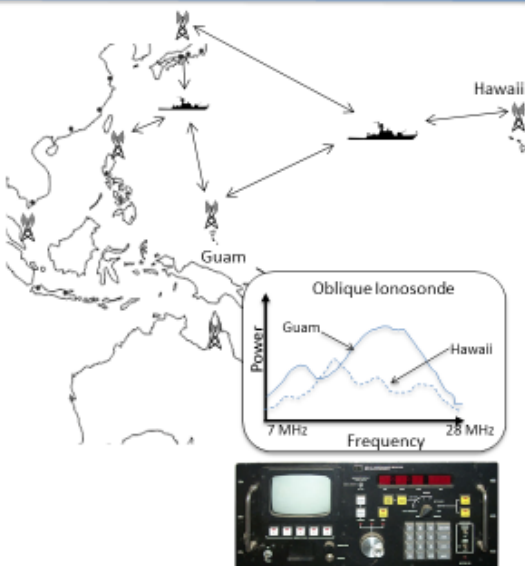 Hawaii
Guam
Oblique Ionosonde
Guam
Hawaii
Power
7 MHz
28 MHz
Frequency